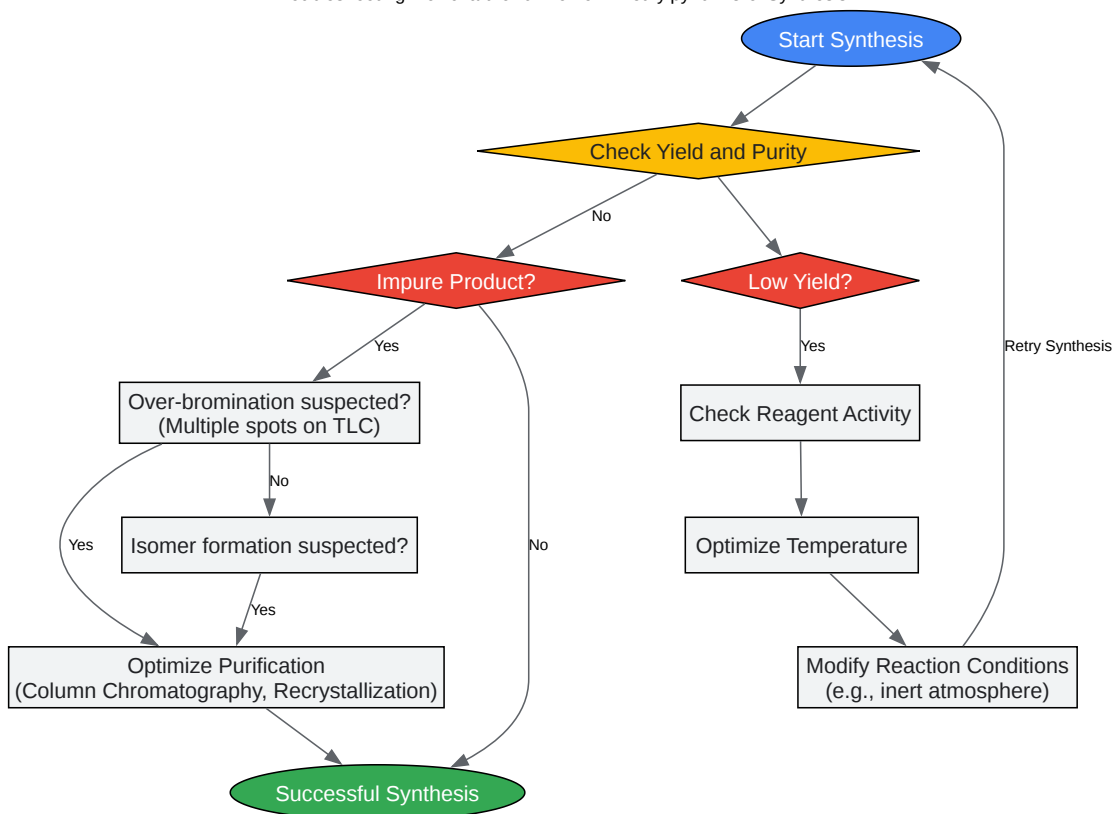 Start Synthesis
Check Yield and Purity
No
Impure Product?
Low Yield?
Yes
Yes
Retry Synthesis
Over-bromination suspected?
(Multiple spots on TLC)
Check Reagent Activity
No
Yes
Isomer formation suspected?
No
Optimize Temperature
Yes
Optimize Purification
(Column Chromatography, Recrystallization)
Modify Reaction Conditions
(e.g., inert atmosphere)
Successful Synthesis